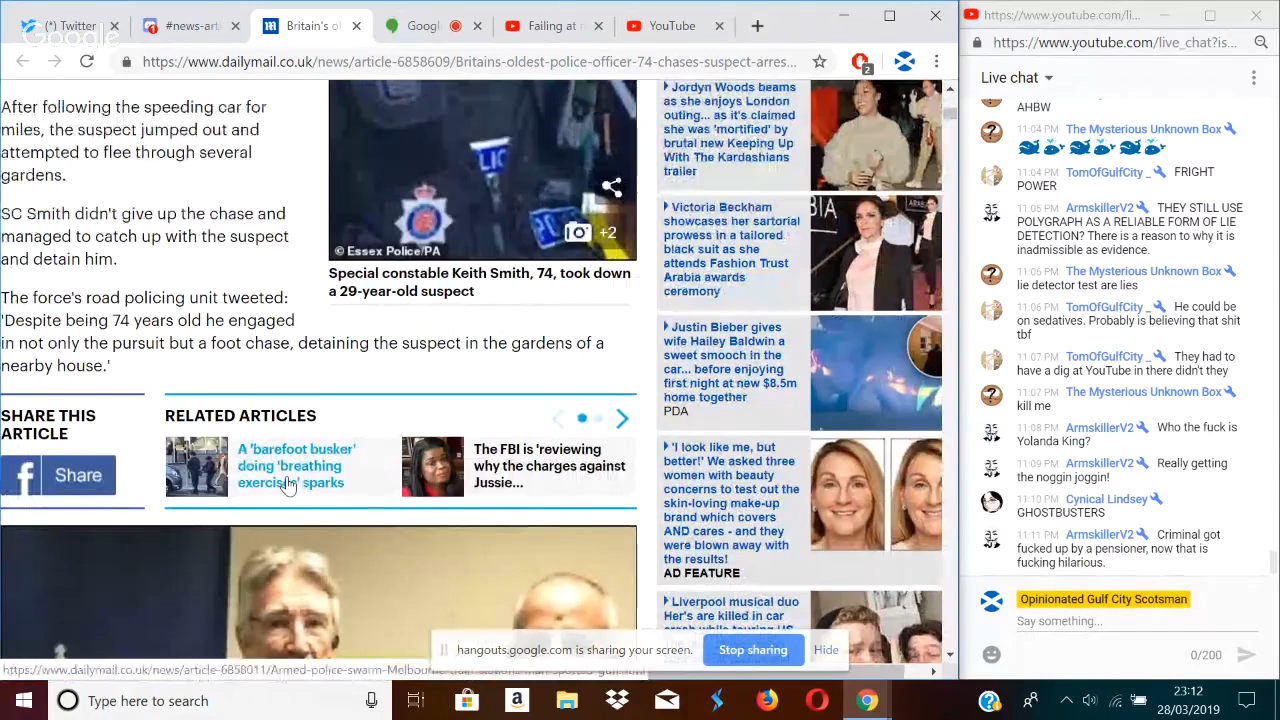 (*) Twitter
#news-arti
Britain's o
Googl
Failing at r
YouTube
Google
https://www.dailymail.co.uk/news/article-6858609/Britains-oldest-police-officer-74-chases-suspect-arres...
2
After following the speeding car for
miles, the suspect jumped out and
attempted to flee through several
gardens.
SC Smith didn't give up the chase and
managed to catch up with the suspect
and detain him.
The force's road policing unit tweeted:
'Despite being 74 years old he engaged
in not only the pursuit but a foot chase, detaining the suspect in the gardens of a
nearby house.'
+2
© Essex Police/PA
Special constable Keith Smith, 74, took down
a 29-year-old suspect
SHARE THIS
ARTICLE
Share
RELATED ARTICLES
A 'barefoot busker'
doing 'breathing
exercise' sparks
The FBI is 'reviewing
why the charges against
Jussie...
Jordyn Woods beams
as she enjoys London
outing... as it's claimed
she was 'mortified' by
brutal new Keeping Up
With The Kardashians
trailer
Victoria Beckham
showcases her sartorial
prowess in a tailored
black suit as she
attends Fashion Trust
Arabia awards
ceremony
Justin Bieber gives
wife Hailey Baldwin a
sweet smooch in the
car... before enjoying
first night at new $8.5m
home together
PDA
'I look like me, but
better!' We asked three
women with beauty
concerns to test out the
skin-loving make-up
brand which covers
AND cares - and they
were blown away with
the results!
AD FEATURE
Liverpool musical duo
Her's are killed in car
hangouts.google.com is sharing your screen.
Stop sharing
Hide
Type here to search
23:12
28/03/2019
https://www.youtube.com/li...
https://www.youtube.com/live_chat?is...
Live chat
AHBW
11:04 PM The Mysterious Unknown Box
11:04 PM TomOfGulfCity _ FRIGHT
POWER
11:05 PM ArmskillerV2 THEY STILL USE
POLYGRAPH AS A RELIABLE FORM OF LIE
DETECTION? There is a reason to why it is
inadmissible as evidence.
11:06 PM The Mysterious Unknown Box
lie detector test are lies
11:06 PM TomOfGulfCity _ He could be
on sedatives. Probably is believing that shit
tbf
11:07 PM TomOfGulfCity _ They had to
have a dig at YouTube in there didn't they
11:07 PM The Mysterious Unknown Box
kill me
11:08 PM ArmskillerV2 Who the fuck is
Yolanda King?
11:09 PM ArmskillerV2 Really getting
the noggin joggin!
11:10 PM Cynical Lindsey
GHOSTBUSTERS
11:11 PM ArmskillerV2 Criminal got
fucked up by a pensioner, now that is
fucking hilarious.
Opinionated Gulf City Scotsman
Say something...
0/200